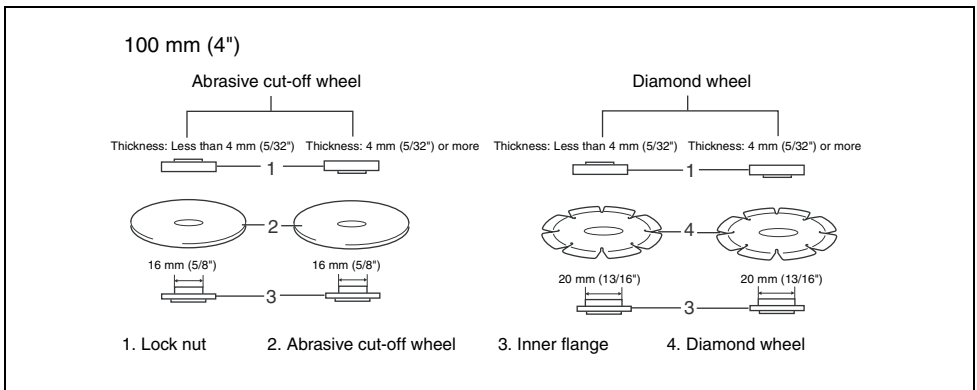 100 mm (4")
Abrasive cut-off wheel Diamond wheel
Thickness: Less than 4 mm (5/32") Thickness: 4 mm (5/32") or more Thickness: Less than 4 mm (5/32") Thickness: 4 mm (5/32") or more
1 1
2 4
16 mm (5/8") 16 mm (5/8") 20 mm (13/16") 20 mm (13/16")
3 3
1. Lock nut 2. Abrasive cut-off wheel 3. Inner flange 4. Diamond wheel